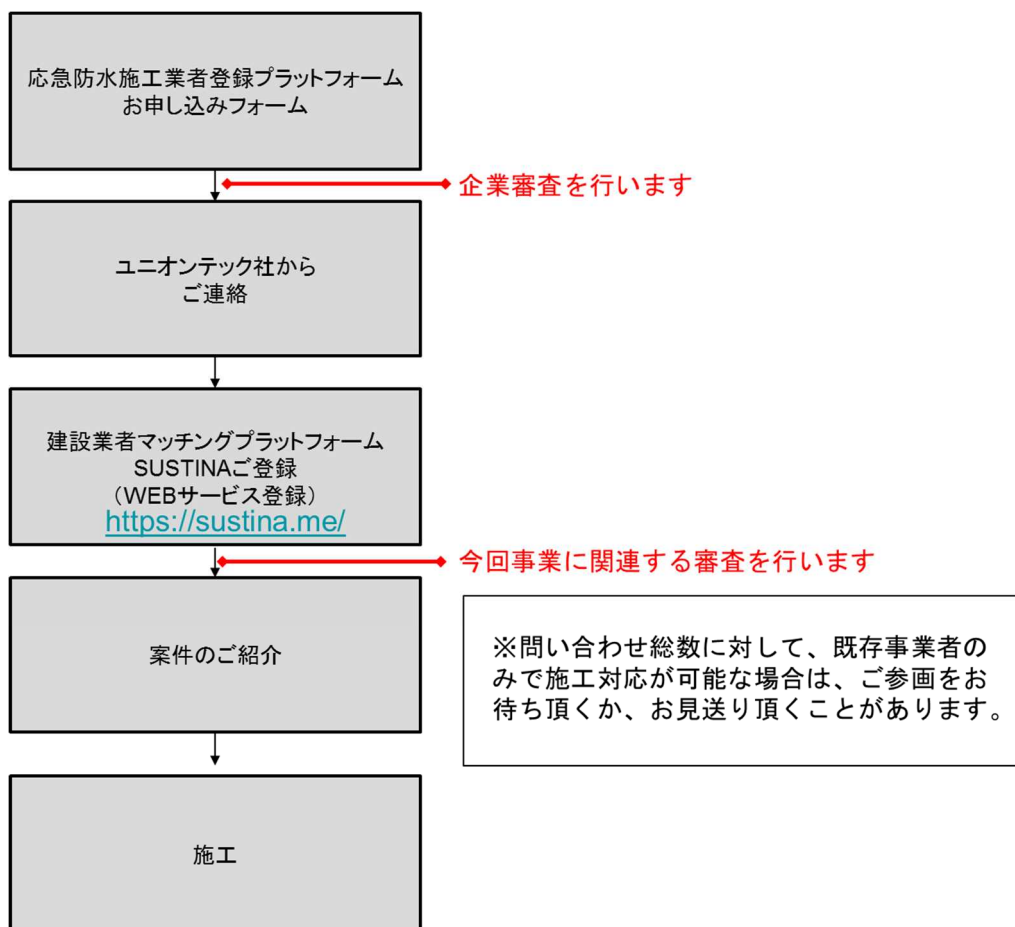 応急防水施工業者登録プラットフォーム
お申し込みフォーム
企業審査を行います
ユニオンテック社から
ご連絡
建設業者マッチングプラットフォーム
SUSTINAご登録
（WEBサービス登録）
https://sustina.me/
今回事業に関連する審査を行います
案件のご紹介
※問い合わせ総数に対して、既存事業者の
みで施工対応が可能な場合は、ご参画をお
待ち頂くか、お見送り頂くことがあります。
施工